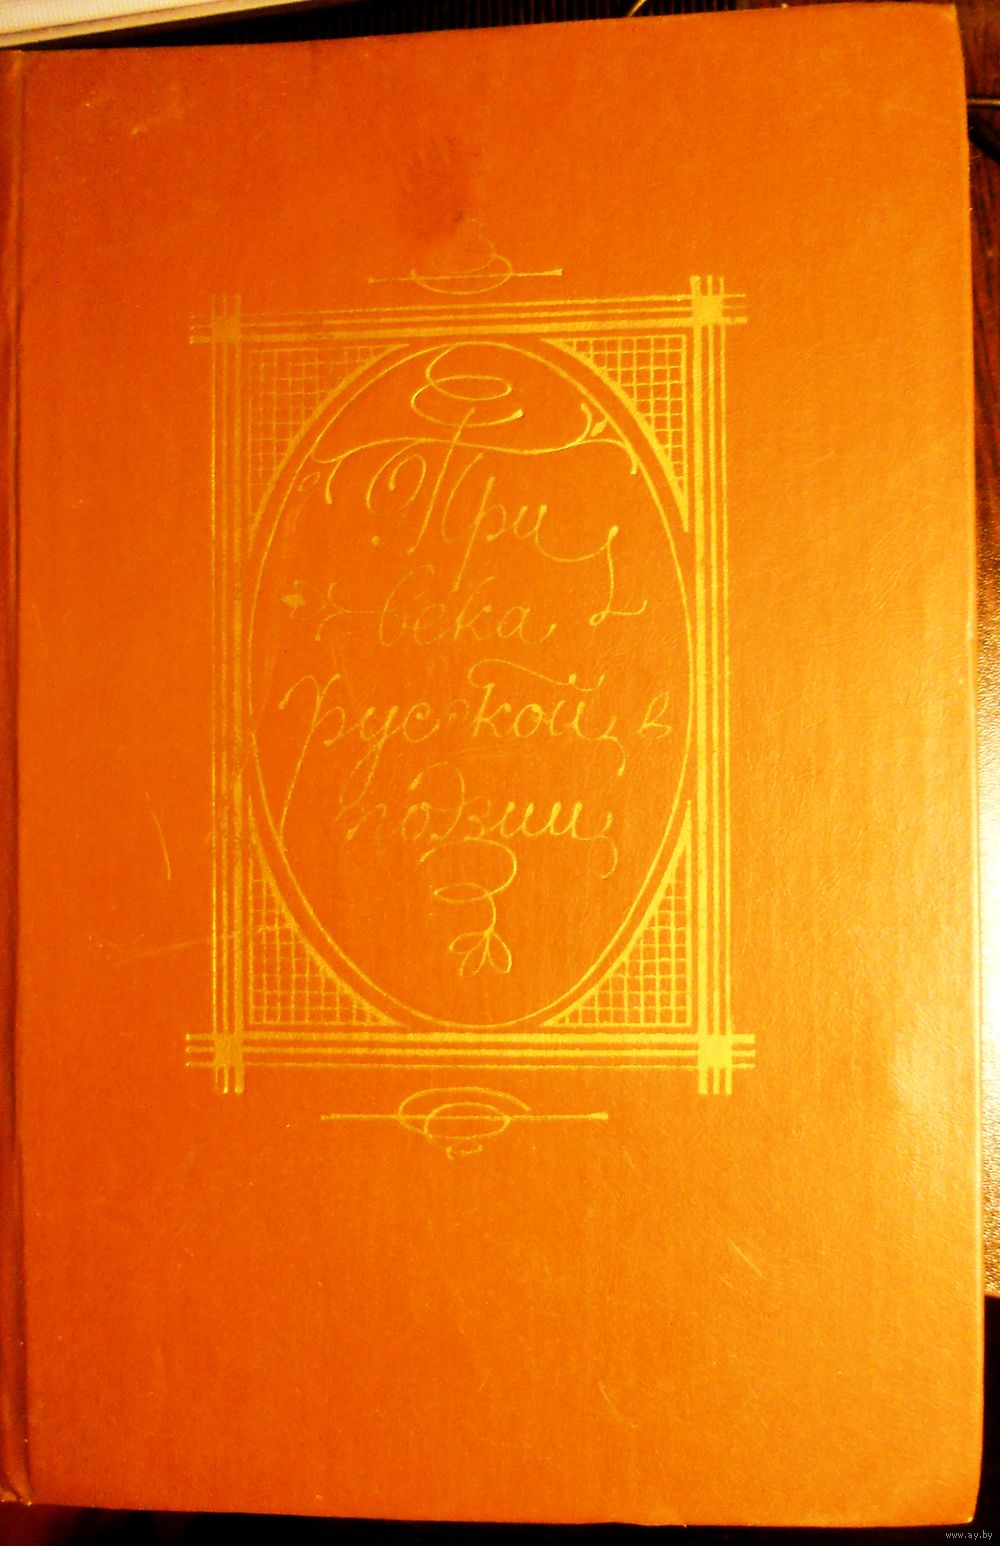 Три
века
русской
поэзии
www.ay.by